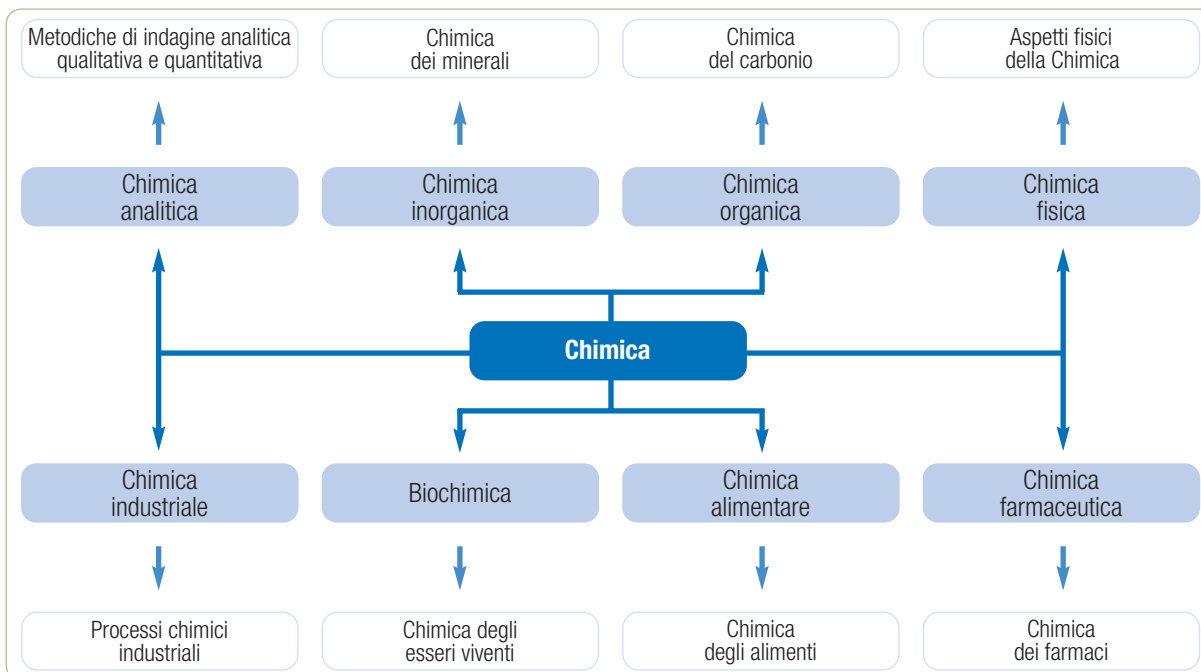 Metodiche di indagine analitica
qualitativa e quantitativa
Chimica
dei minerali
Chimica
del carbonio
Aspetti fisici
della Chimica
Chimica
analitica
Chimica
inorganica
Chimica
organica
Chimica
fisica
Chimica
Chimica
industriale
Biochimica
Chimica
alimentare
Chimica
farmaceutica
Processi chimici
industriali
Chimica degli
esseri viventi
Chimica
degli alimenti
Chimica
dei farmaci